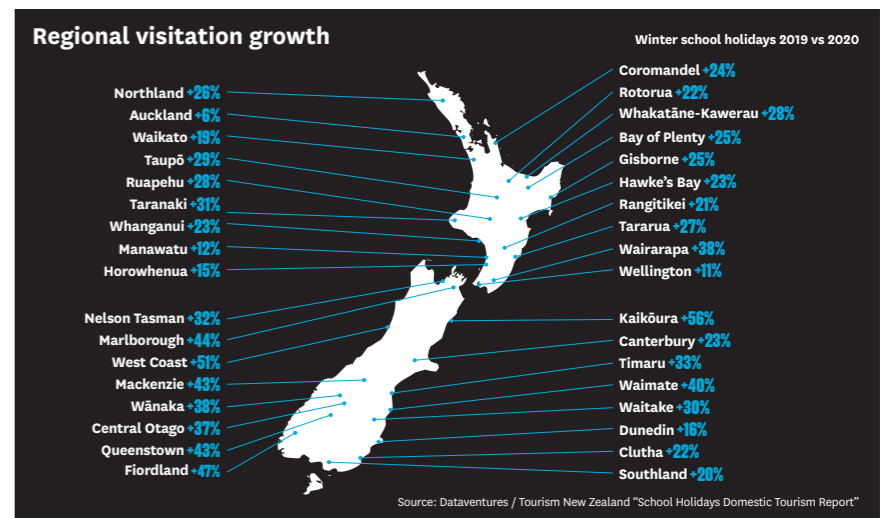 Regional visitation growth
Winter school holidays 2019 vs 2020
Northland +26%
Auckland +6%
Waikato +19%
Taupō +29%
Ruapehu +28%
Taranaki +31%
Whanganui +23%
Manawatu +12%
Horowhenua +15%
Coromandel +24%
Rotorua +22%
Whakatāne-Kawerau +28%
Bay of Plenty +25%
Gisborne +25%
Hawke's Bay +23%
Rangitikei +21%
Tararua +27%
Wairarapa +38%
Wellington +11%
Nelson Tasman +32%
Marlborough +44%
West Coast +51%
Mackenzie +43%
Wānaka +38%
Central Otago +37%
Queenstown +43%
Fiordland +47%
Kaikōura +56%
Canterbury +23%
Timaru +33%
Waimate +40%
Waitake +30%
Dunedin +16%
Clutha +22%
Southland +20%
Source: Dataventures / Tourism New Zealand “School Holidays Domestic Tourism Report”